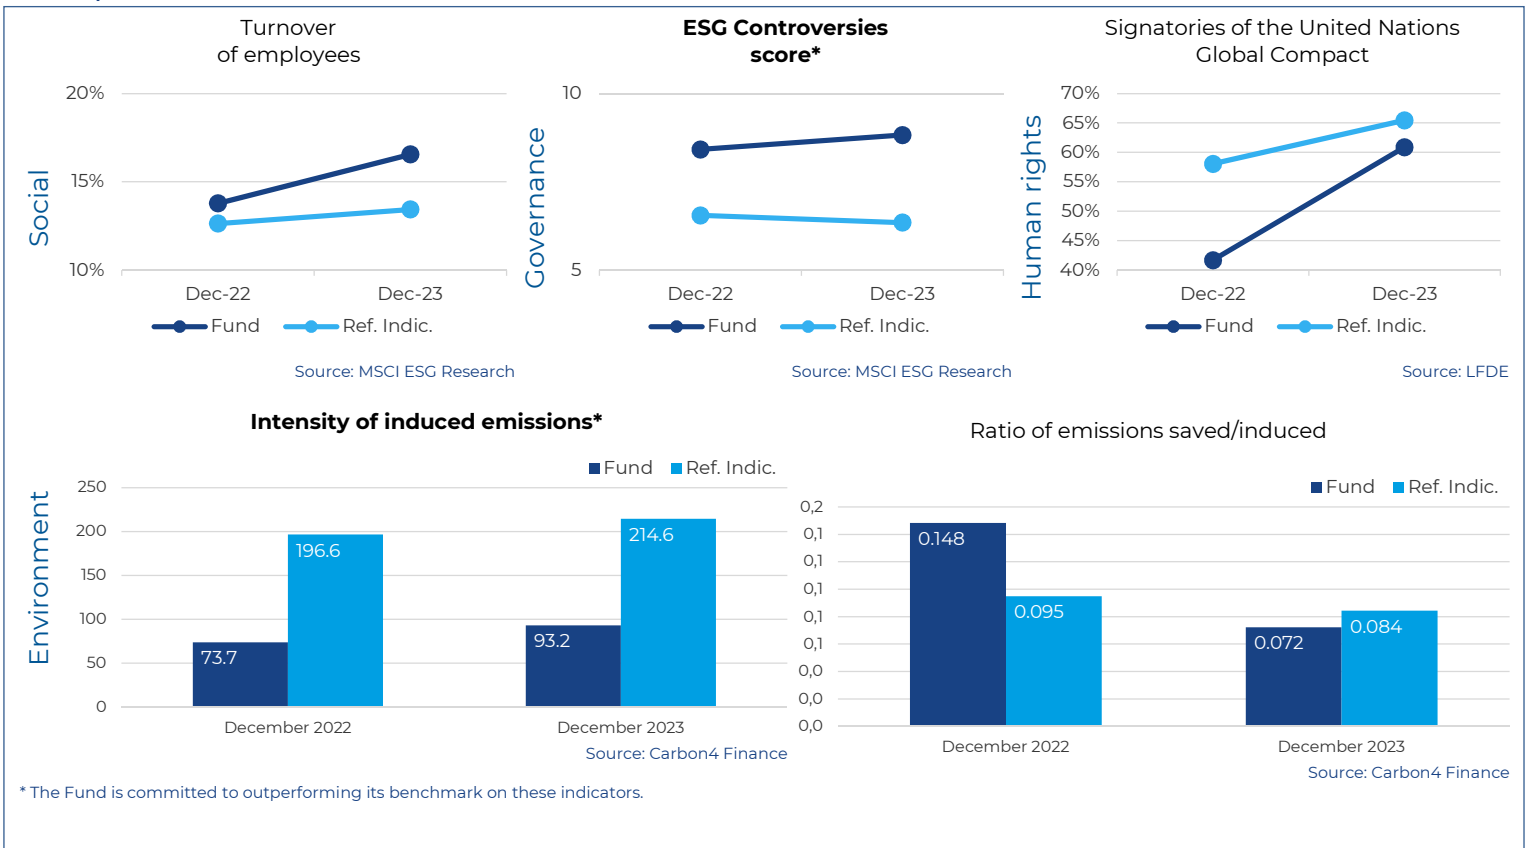 Turnover
of employees
Social
20%
15%
10%
Dec-22
Dec-23
Fund
Ref. Indic.
Source: MSCI ESG Research
ESG Controversies
score*
Governance
10
5
Dec-22
Dec-23
Fund
Ref. Indic.
Source: MSCI ESG Research
Signatories of the United Nations
Global Compact
Human rights
70%
65%
60%
55%
50%
45%
40%
Dec-22
Dec-23
Fund
Ref. Indic.
Source: LFDE
Intensity of induced emissions*
Fund
Ref. Indic.
Environment
250
200
150
100
50
0
73.7
196.6
93.2
214.6
December 2022
December 2023
Source: Carbon4 Finance
Ratio of emissions saved/induced
Fund
Ref. Indic.
0,2
0,1
0,1
0,1
0,1
0,1
0,0
0,0
0,0
0.148
0.095
0.072
0.084
December 2022
December 2023
Source: Carbon4 Finance
* The Fund is committed to outperforming its benchmark on these indicators.